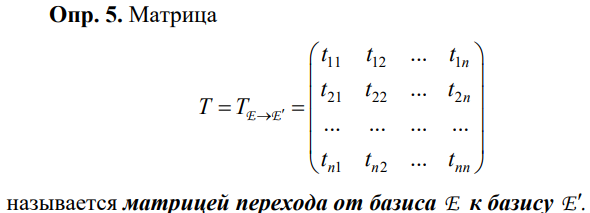 Опр. 5. Матрица
t₁₁ t₁₂ ... t₁ₙ
t₂₁ t₂₂ ... t₂ₙ
T = T_{ℰ→ℰ′} =
... ... ... ...
tₙ₁ tₙ₂ ... tₙₙ
называется матрицей перехода от базиса ℰ к базису ℰ′.